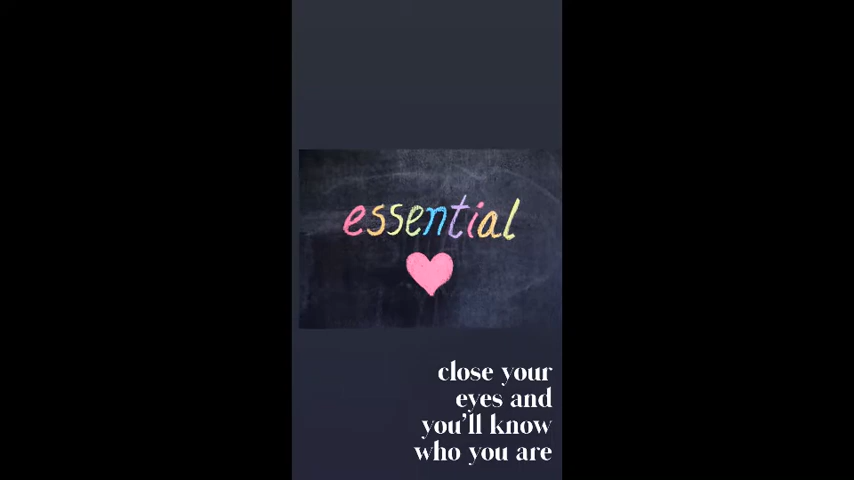 essential
close your
eyes and
you'll know
who you are